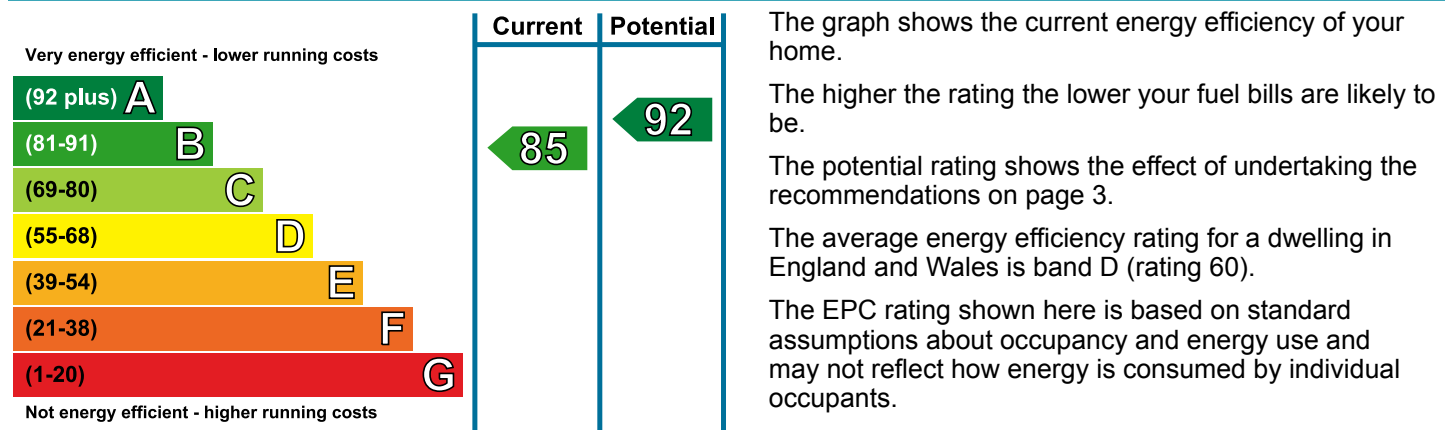 Current Potential
Very energy efficient - lower running costs
(92 plus) A
(81-91) B
(69-80) C
(55-68) D
(39-54) E
(21-38) F
(1-20) G
Not energy efficient - higher running costs
85
92
The graph shows the current energy efficiency of your
home.
The higher the rating the lower your fuel bills are likely to
be.
The potential rating shows the effect of undertaking the
recommendations on page 3.
The average energy efficiency rating for a dwelling in
England and Wales is band D (rating 60).
The EPC rating shown here is based on standard
assumptions about occupancy and energy use and
may not reflect how energy is consumed by individual
occupants.